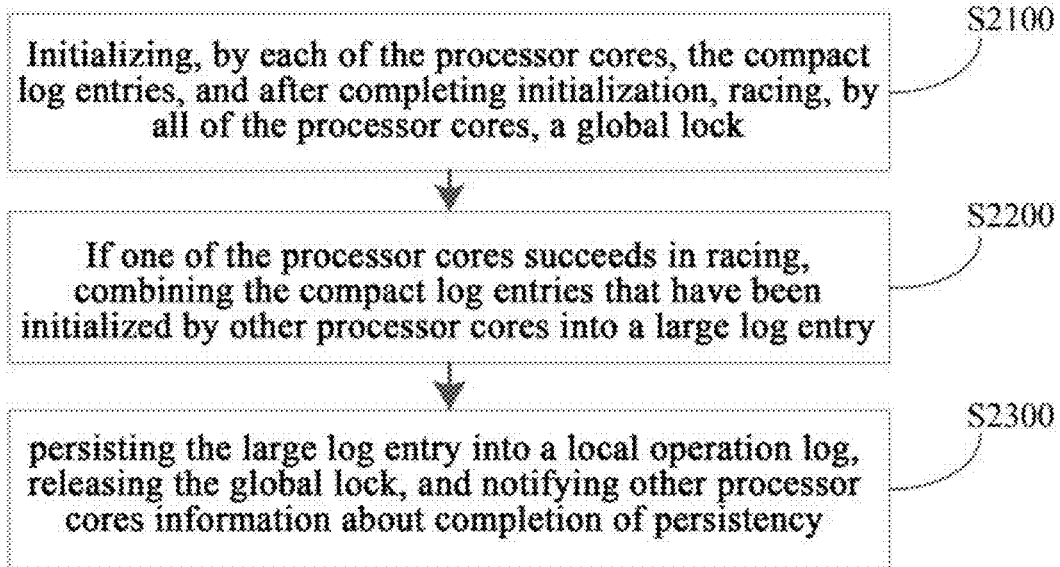 S2100
Initializing, by each of the processor cores, the compact
log entries, and after completing initialization, racing, by
all of the processor cores, a global lock
S2200
If one of the processor cores succeeds in racing,
combining the compact log entries that have been
initialized by other processor cores into a large log entry
S2300
persisting the large log entry into a local operation log,
releasing the global lock, and notifying other processor
cores information about completion of persistency